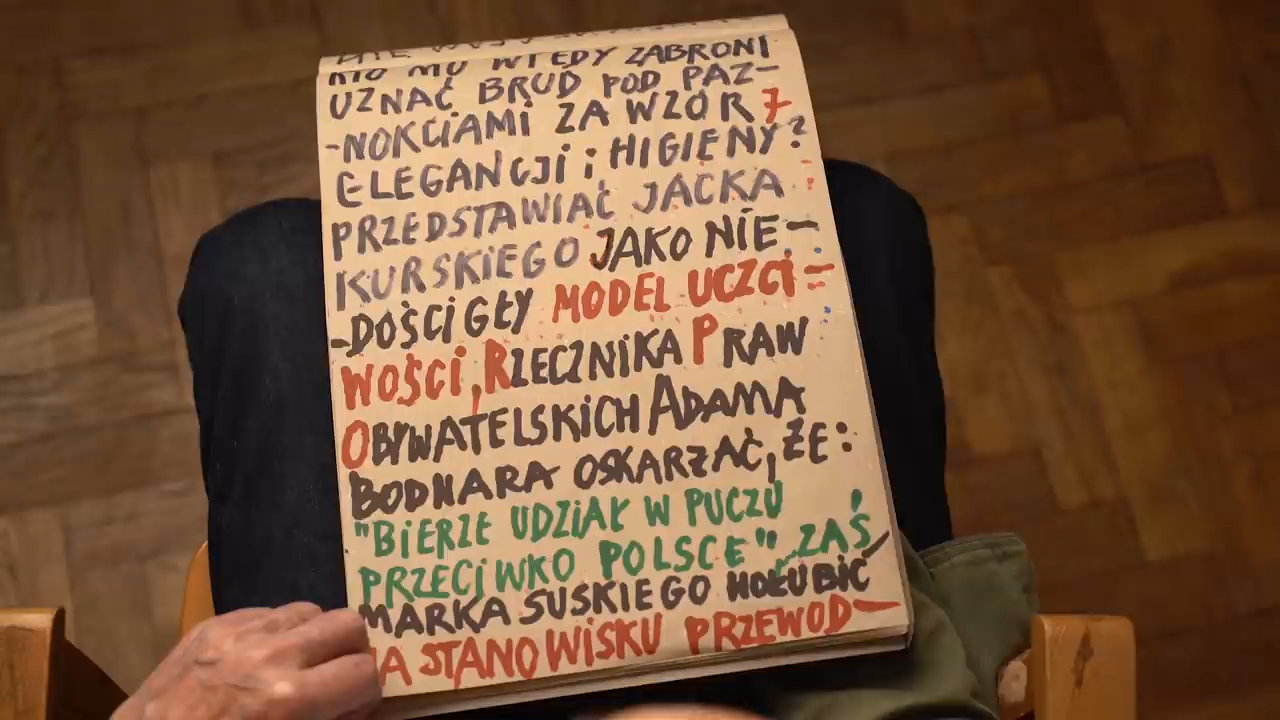 KTO MU WTEDY ZABRONI
UZNAĆ BRUD POD PAZ-
-NOKCIAMI ZA WZÓR
ELEGANCJI i HIGIENY?
PRZEDSTAWIAĆ JACKA
KURSKIEGO JAKO NIE-
-DOŚCIGŁY MODEL UCZCI-
WOŚCI, RZECZNIKA PRAW
OBYWATELSKICH ADAMA
BODNARA OSKARŻAĆ, ŻE:
"BIERZE UDZIAŁ W PUCZU
PRZECIWKO POLSCE", ZAŚ
MARKA SUSKIEGO HOŁUBIĆ
NA STANOWISKU PRZEWOD-